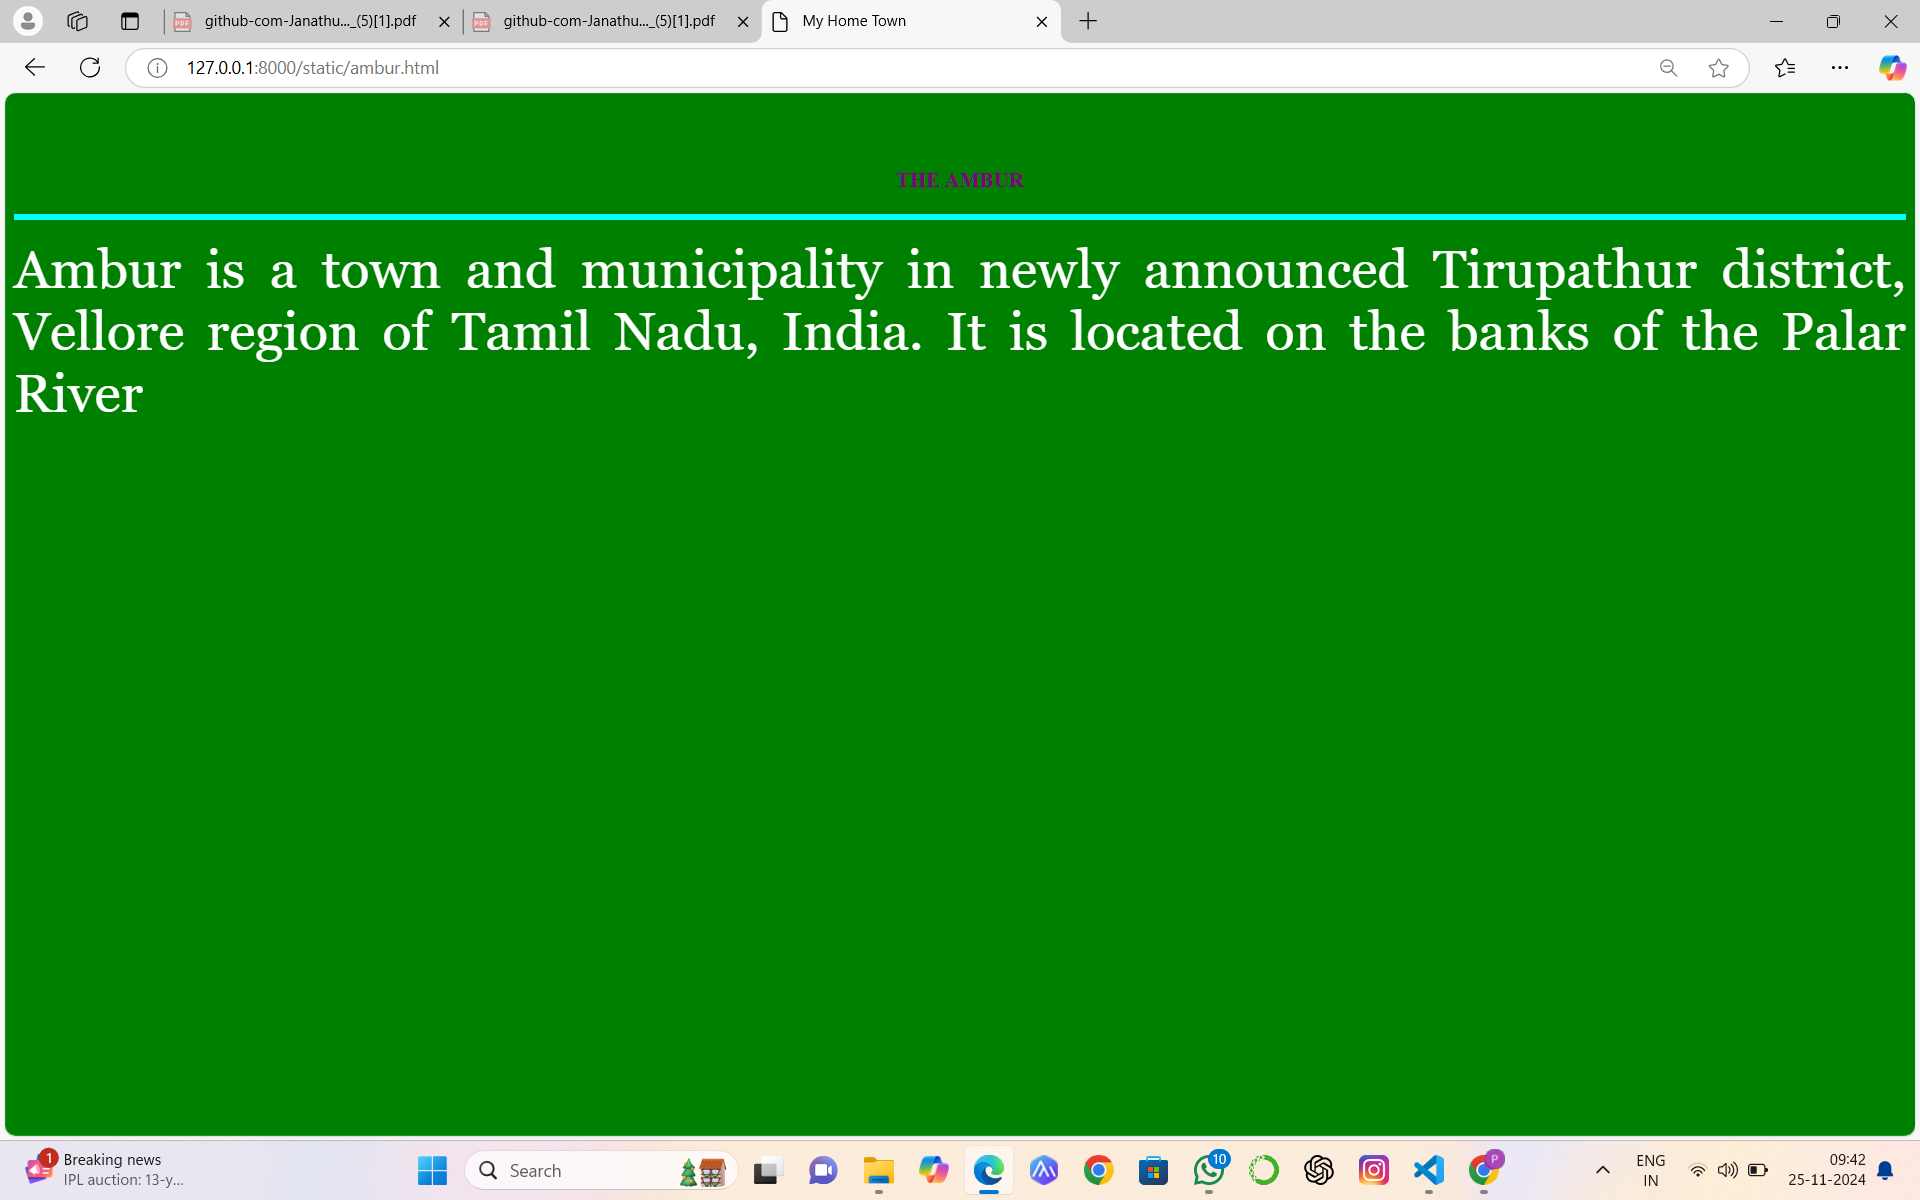 github-com-Janathu..._(5)[1].pdf
github-com-Janathu..._(5)[1].pdf
My Home Town
127.0.0.1:8000/static/ambur.html
THE AMBUR
Ambur is a town and municipality in newly announced Tirupathur district,
Vellore region of Tamil Nadu, India. It is located on the banks of the Palar
River
1
Breaking news
IPL auction: 13-y...
Search
10
P
ENG
IN
09:42
25-11-2024